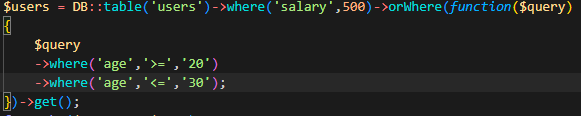 $users = DB::table('users')->where('salary',500)->orWhere(function($query)
{
$query
->where('age','>=','20')
->where('age','<=','30');
})->get();